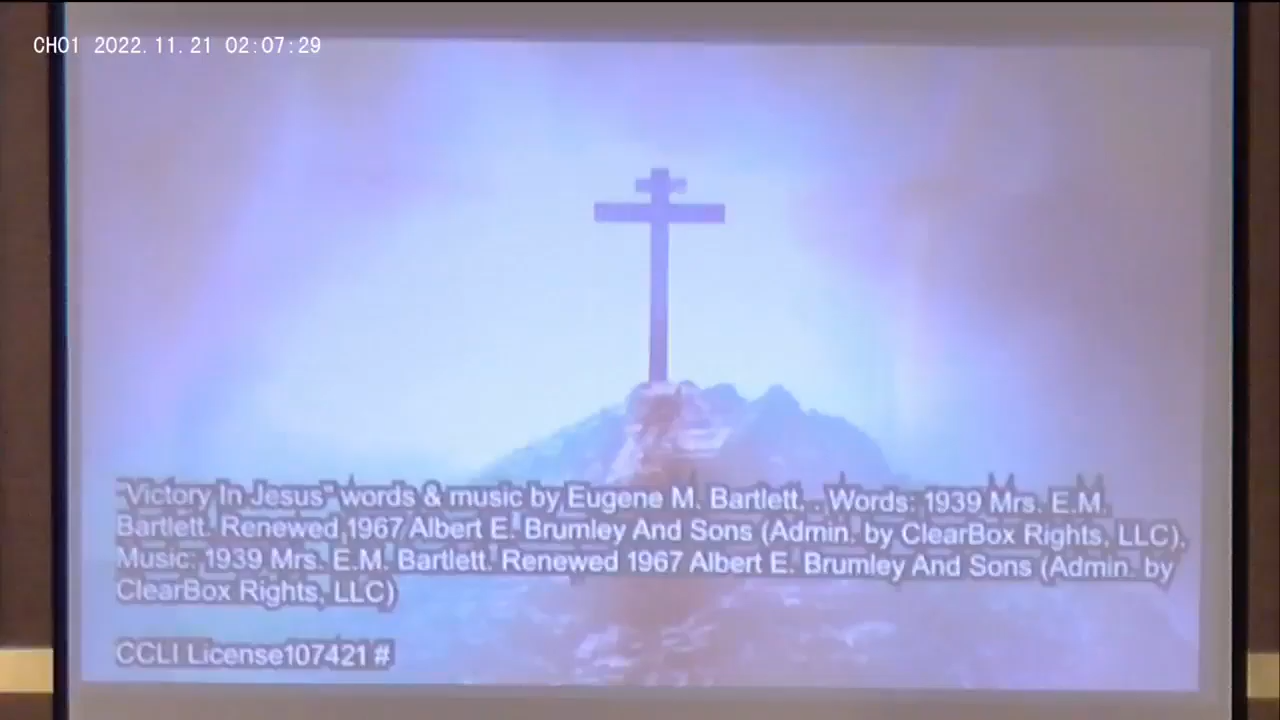 CH01 2022.11.21 02:07:29
"Victory In Jesus" words & music by Eugene M. Bartlett. . Words: 1939 Mrs. E.M.
Bartlett. Renewed 1967 Albert E. Brumley And Sons (Admin. by ClearBox Rights, LLC).
Music: 1939 Mrs. E.M. Bartlett. Renewed 1967 Albert E. Brumley And Sons (Admin. by
ClearBox Rights, LLC)
CCLI License107421 #